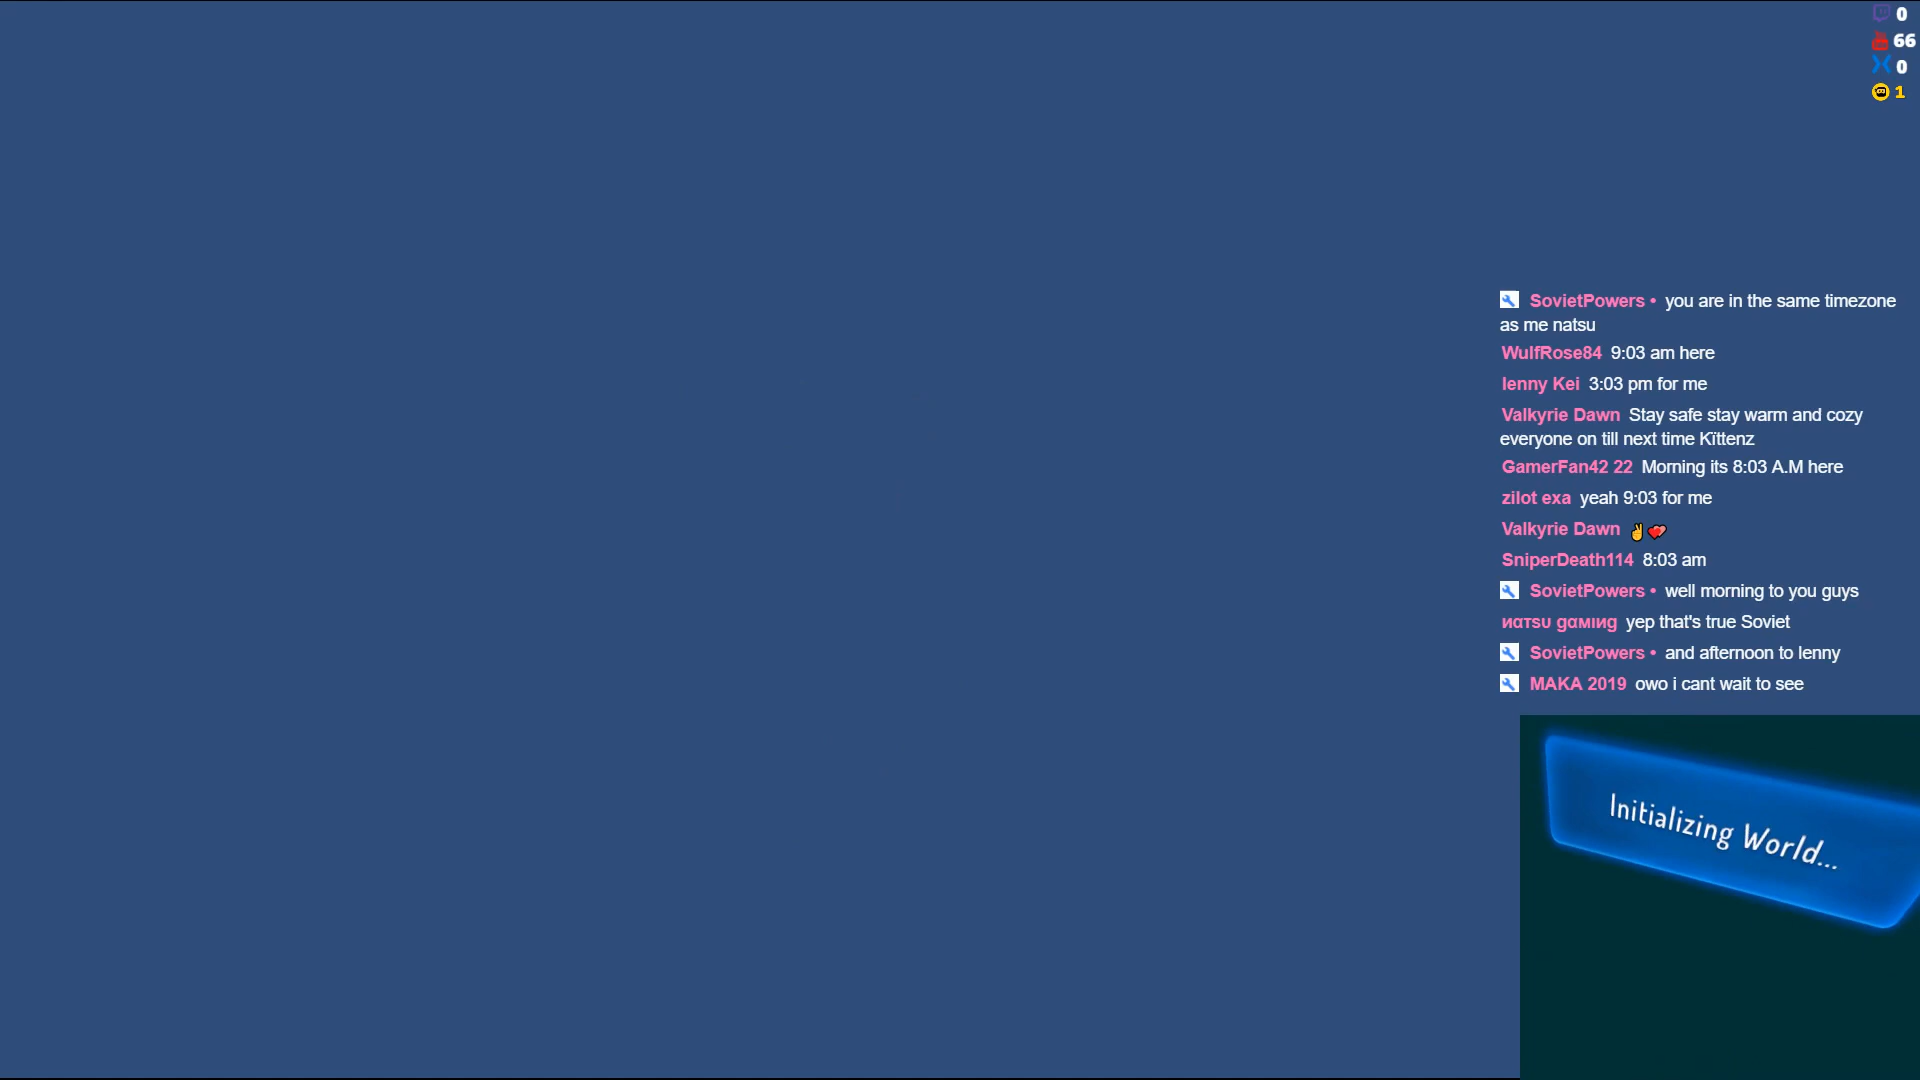 0
66
0
1
SovietPowers • you are in the same timezone
as me natsu
WulfRose84 9:03 am here
lenny Kei 3:03 pm for me
Valkyrie Dawn Stay safe stay warm and cozy
everyone on till next time Kïttenz
GamerFan42 22 Morning its 8:03 A.M here
zilot exa yeah 9:03 for me
Valkyrie Dawn ✌️💕
SniperDeath114 8:03 am
SovietPowers • well morning to you guys
иαтѕυ gαмιиg yep that's true Soviet
SovietPowers • and afternoon to lenny
MAKA 2019 owo i cant wait to see
Initializing World...